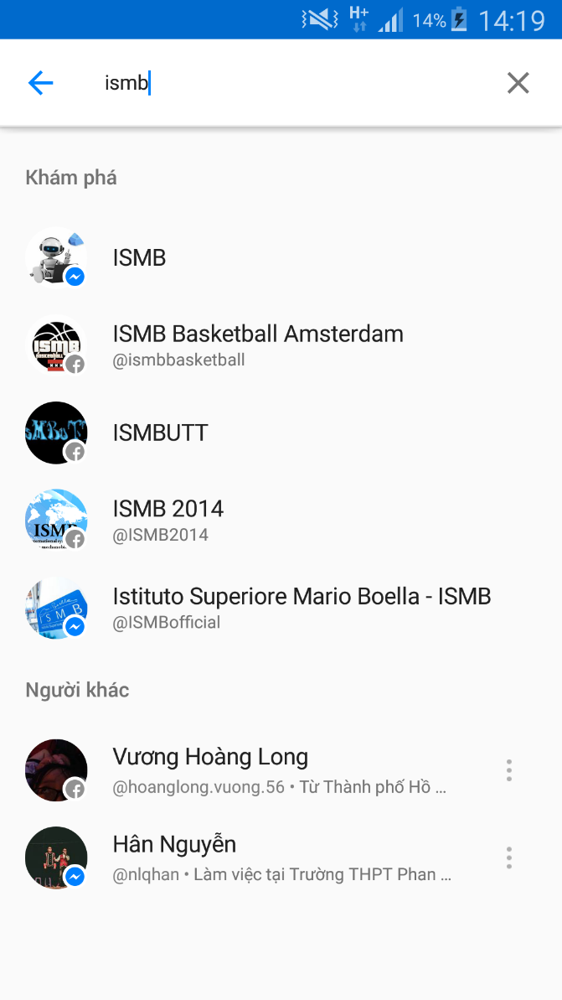 H+ 14% 14:19
ismb
Khám phá
ISMB
ISMB
ISMB Basketball Amsterdam
@ismbbasketball
ISMBUTT
ISMB 2014
@ISMB2014
Istituto Superiore Mario Boella - ISMB
I S M B
@ISMBofficial
Người khác
Vương Hoàng Long
@hoanglong.vuong.56 • Từ Thành phố Hồ ...
Hân Nguyễn
@nlqhan • Làm việc tại Trường THPT Phan ...